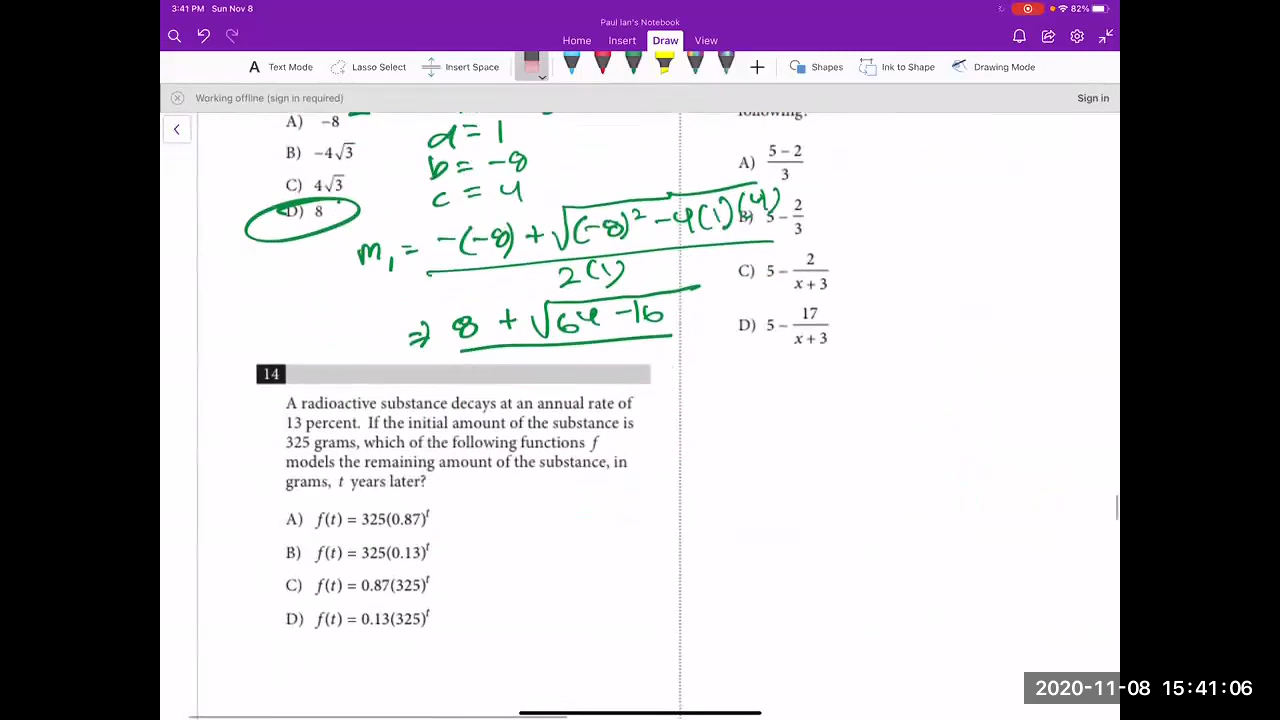 3:41 PM Sun Nov 8
82%
Paul Ian's Notebook
Home Insert Draw View
A Text Mode Lasso Select Insert Space + Shapes Ink to Shape Drawing Mode
Working offline (sign in required) Sign in
A) −8
B) −4√3
C) 4√3
D) 8
a = 1
b = -8
c = 4
m₁ = -(-8) + √(-8)² - 4(1)(4)
2(1)
⇒ 8 + √64 - 16
14
A radioactive substance decays at an annual rate of
13 percent. If the initial amount of the substance is
325 grams, which of the following functions f
models the remaining amount of the substance, in
grams, t years later?
A) f(t) = 325(0.87)ᵗ
B) f(t) = 325(0.13)ᵗ
C) f(t) = 0.87(325)ᵗ
D) f(t) = 0.13(325)ᵗ
following?
A) 5 − 2 / 3
B) 5 − 2 / 3
C) 5 − 2 / x + 3
D) 5 − 17 / x + 3
2020-11-08 15:41:06